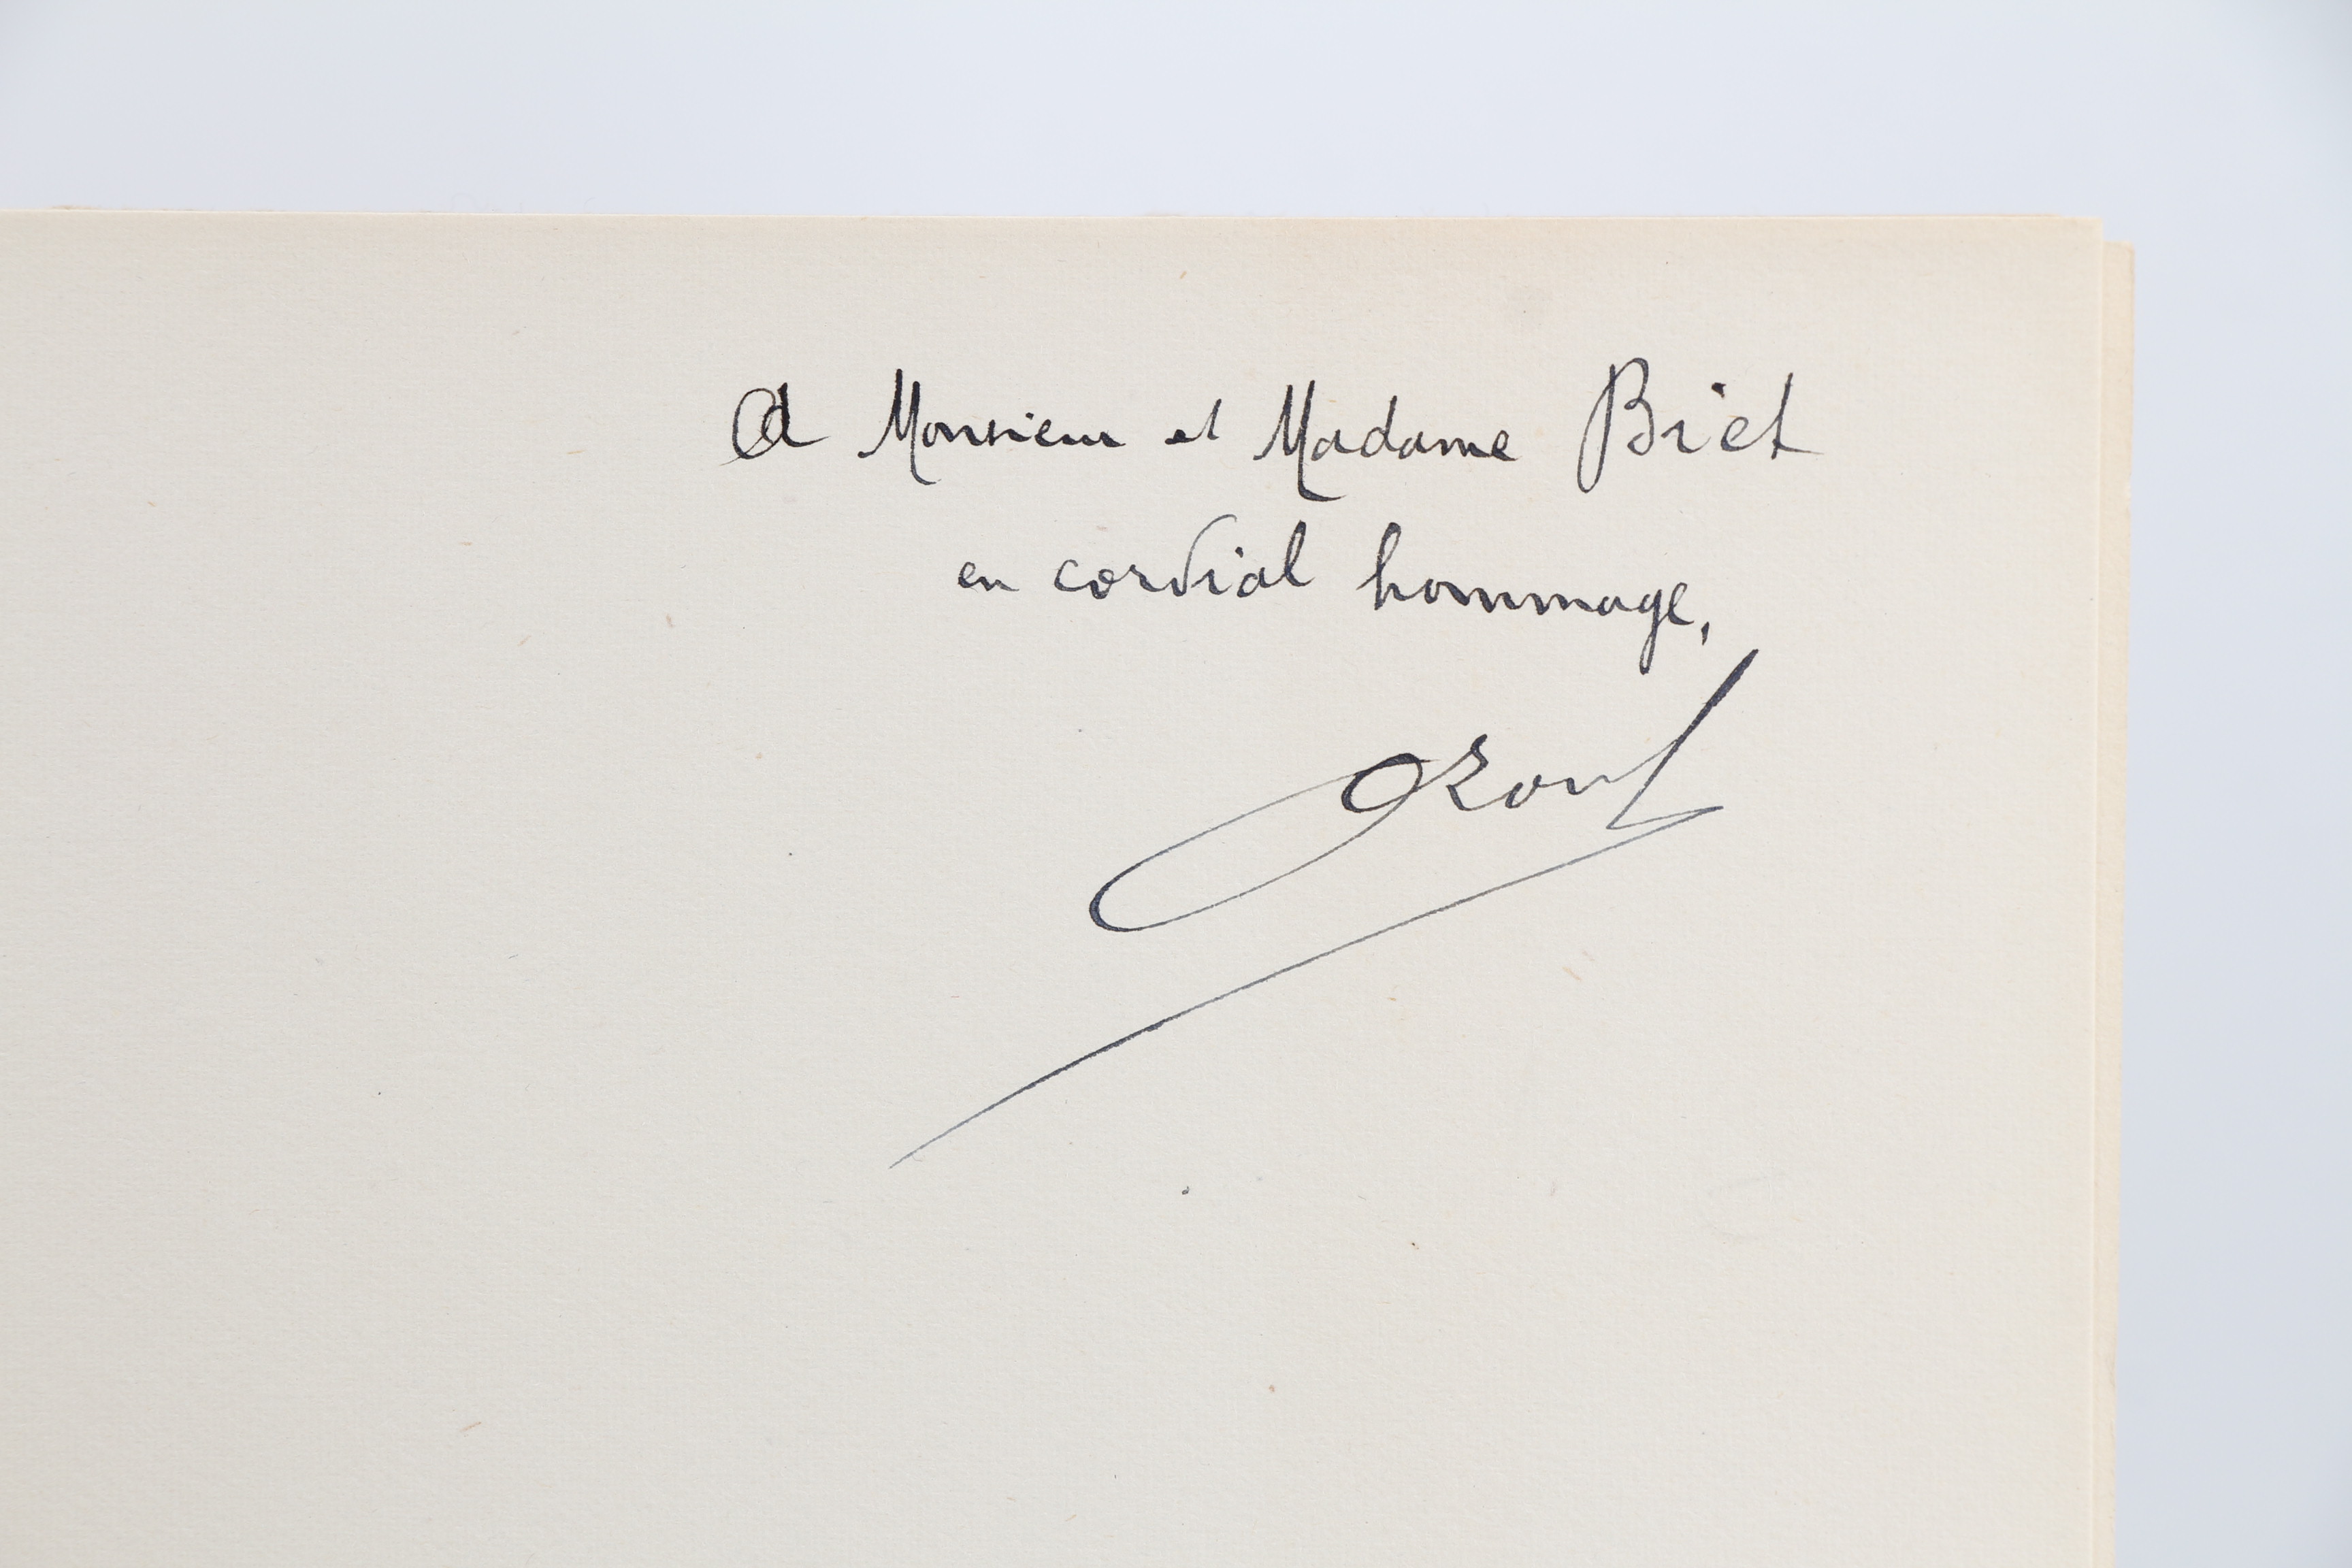 A Monsieur et Madame Briet
en cordial hommage,